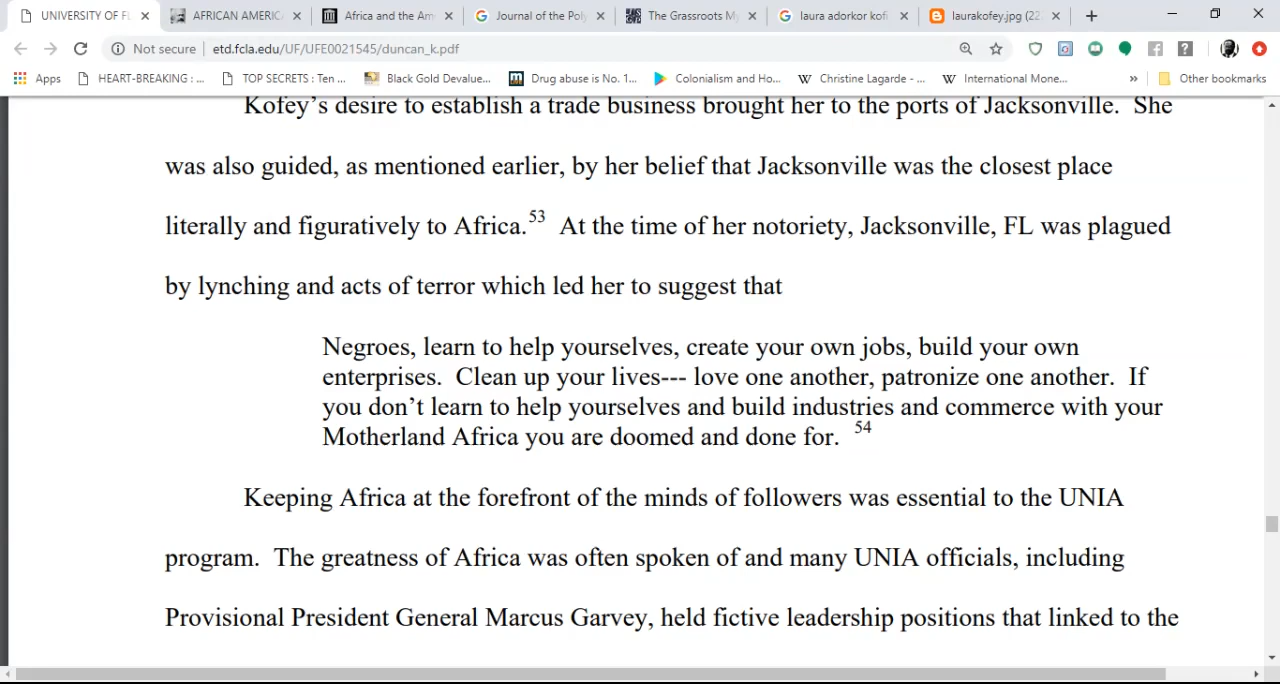 UNIVERSITY OF FL
AFRICAN AMERIC
Africa and the Am
Journal of the Poly
The Grassroots My
laura adorkor kofi
laurakofey.jpg (22
Not secure | etd.fcla.edu/UF/UFE0021545/duncan_k.pdf
Apps
HEART-BREAKING : ...
TOP SECRETS : Ten ...
Black Gold Devalue...
Drug abuse is No. 1...
Colonialism and Ho...
Christine Lagarde - ...
International Mone...
»
Other bookmarks
Kofey's desire to establish a trade business brought her to the ports of Jacksonville. She
was also guided, as mentioned earlier, by her belief that Jacksonville was the closest place
literally and figuratively to Africa.53 At the time of her notoriety, Jacksonville, FL was plagued
by lynching and acts of terror which led her to suggest that
Negroes, learn to help yourselves, create your own jobs, build your own
enterprises. Clean up your lives--- love one another, patronize one another. If
you don't learn to help yourselves and build industries and commerce with your
Motherland Africa you are doomed and done for. 54
Keeping Africa at the forefront of the minds of followers was essential to the UNIA
program. The greatness of Africa was often spoken of and many UNIA officials, including
Provisional President General Marcus Garvey, held fictive leadership positions that linked to the